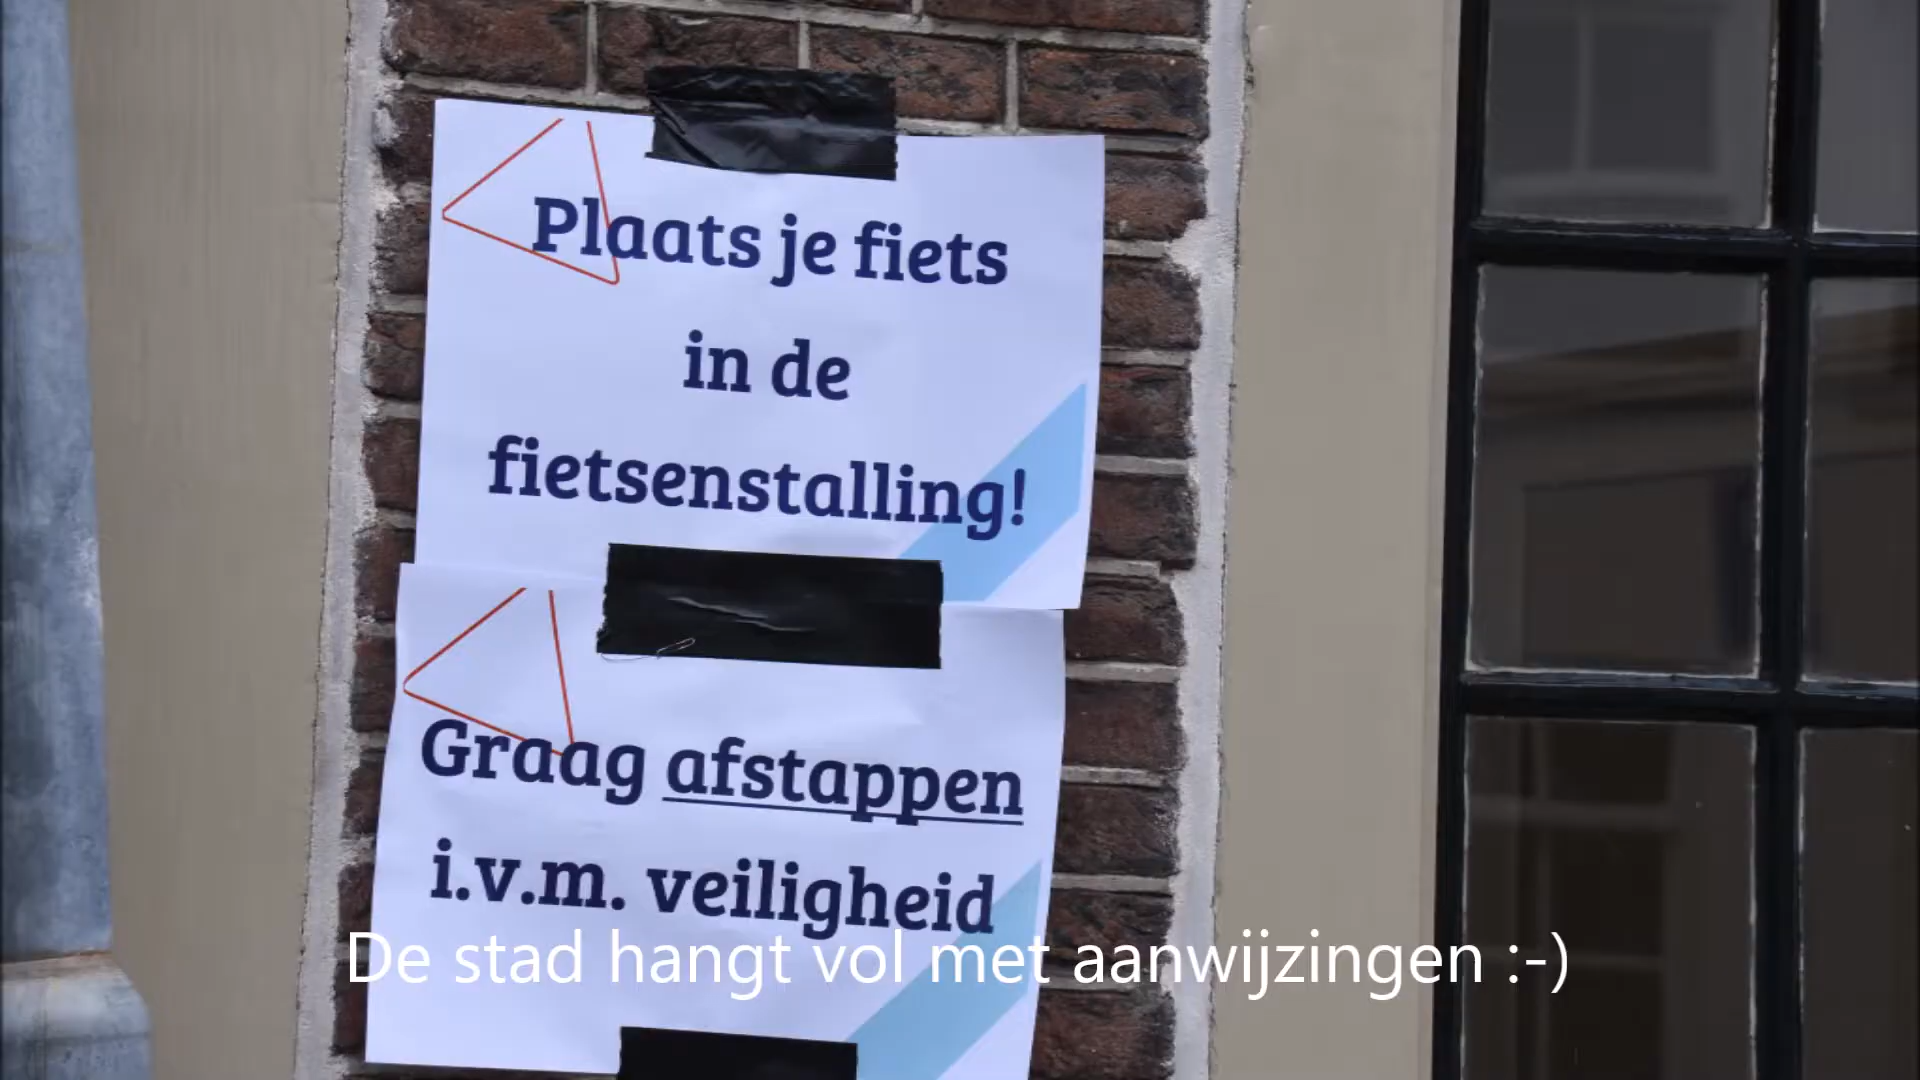 Plaats je fiets
in de
fietsenstalling!
Graag afstappen
i.v.m. veiligheid
De stad hangt vol met aanwijzingen :-)